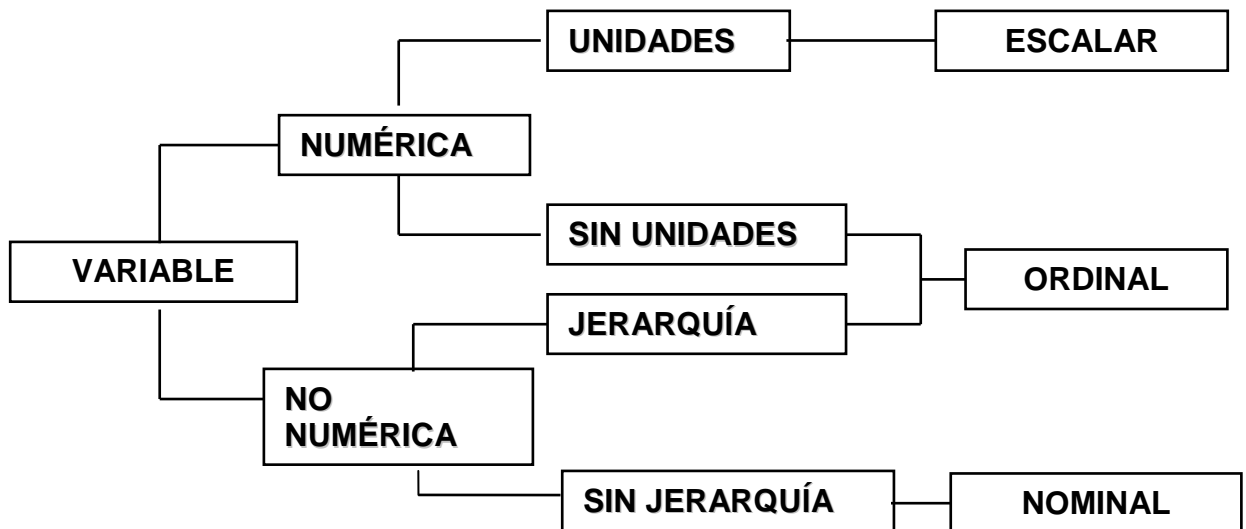 UNIDADES
ESCALAR
NUMÉRICA
SIN UNIDADES
VARIABLE
ORDINAL
JERARQUÍA
NO
NUMÉRICA
SIN JERARQUÍA
NOMINAL